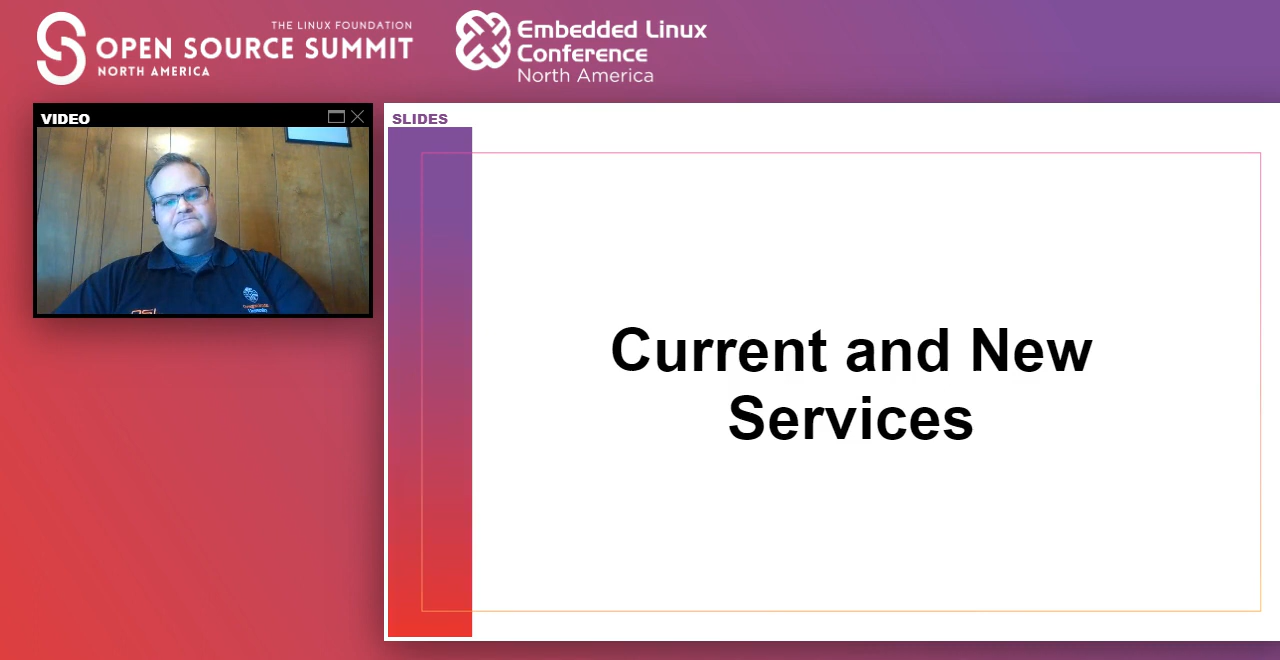 THE LINUX FOUNDATION
OPEN SOURCE SUMMIT
NORTH AMERICA
Embedded Linux
Conference
North America
VIDEO
SLIDES
Current and New
Services